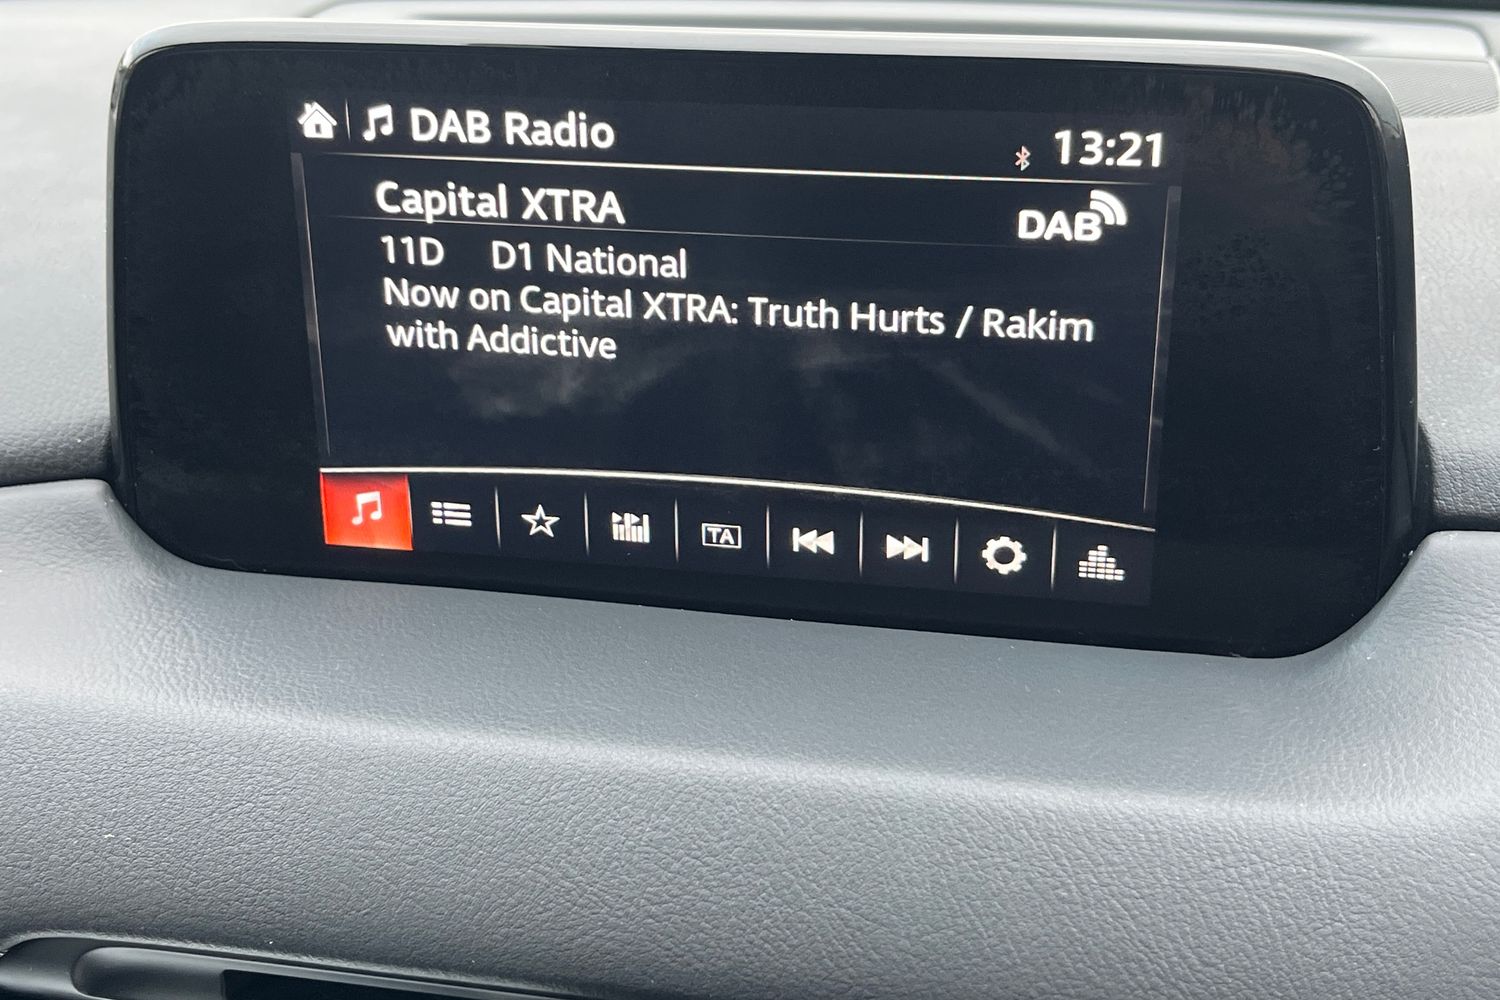 DAB Radio
13:21
Capital XTRA
DAB
11D D1 National
Now on Capital XTRA: Truth Hurts / Rakim
with Addictive
TA